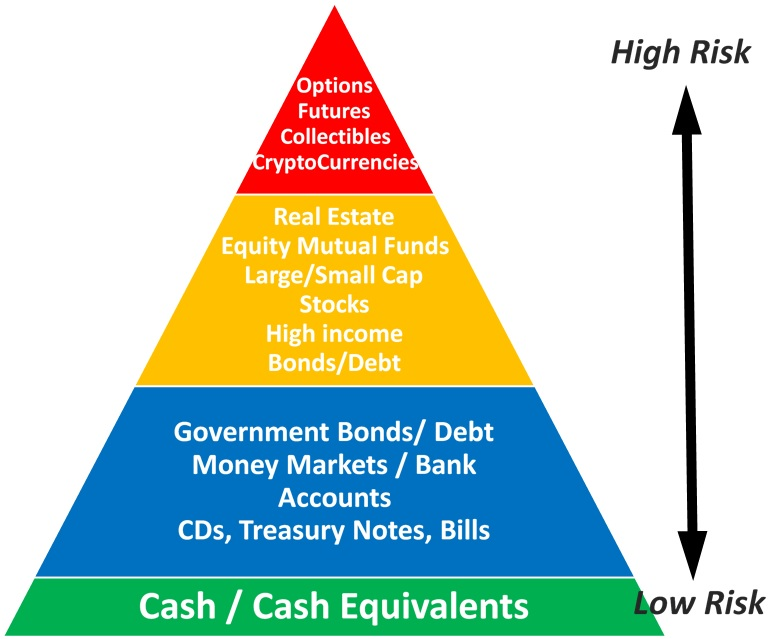 High Risk
Options
Futures
Collectibles
CryptoCurrencies
Real Estate
Equity Mutual Funds
Large/Small Cap
Stocks
High income
Bonds/Debt
Government Bonds/ Debt
Money Markets / Bank
Accounts
CDs, Treasury Notes, Bills
Cash / Cash Equivalents
Low Risk